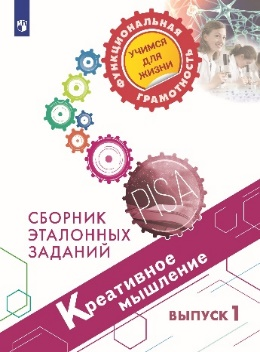 ФУНКЦИОНАЛЬНАЯ
УЧИМСЯ ДЛЯ
ЖИЗНИ
ГРАМОТНОСТЬ
PISA
СБОРНИК
ЭТАЛОННЫХ
ЗАДАНИЙ
Креативное
мышление
ВЫПУСК 1